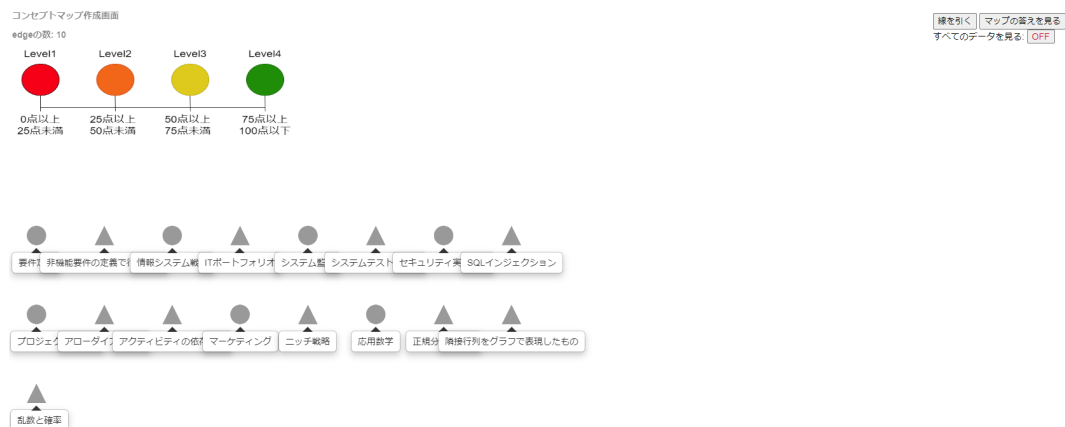 コンセプトマップ作成画面
線を引く マップの答えを見る
edgeの数: 10
すべてのデータを見る: OFF
Level1 Level2 Level3 Level4
0点以上 25点以上 50点以上 75点以上
25点未満 50点未満 75点未満 100点以下
要件 非機能要件の定義で 情報システム戦 ITポートフォリオ システム監 システムテスト セキュリティ実 SQLインジェクション
プロジェク アローダイ アクティビティの依 マーケティング ニッチ戦略 応用数学 正規分 隣接行列をグラフで表現したもの
乱数と確率